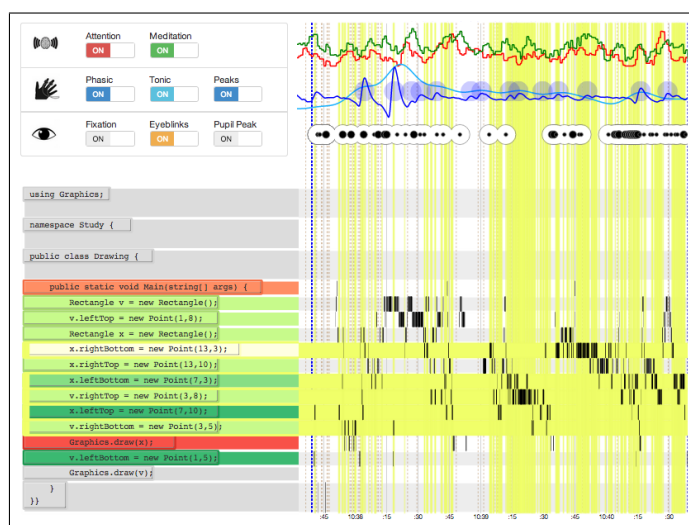 Attention Meditation
ON ON
Phasic Tonic Peaks
ON ON ON
Fixation Eyeblinks Pupil Peak
ON ON ON
using Graphics;
namespace Study {
public class Drawing {
public static void Main(string[] args) {
Rectangle v = new Rectangle();
v.leftTop = new Point(1,8);
Rectangle x = new Rectangle();
x.rightBottom = new Point(13,3);
x.rightTop = new Point(13,10);
x.leftBottom = new Point(7,3);
v.rightTop = new Point(3,8);
x.leftTop = new Point(7,10);
v.rightBottom = new Point(3,5);
Graphics.draw(x);
v.leftBottom = new Point(1,5);
Graphics.draw(v);
}
}}
:45 10:38 :15 :30 :45 10:39 :15 :30 :45 10:40 :15 :30